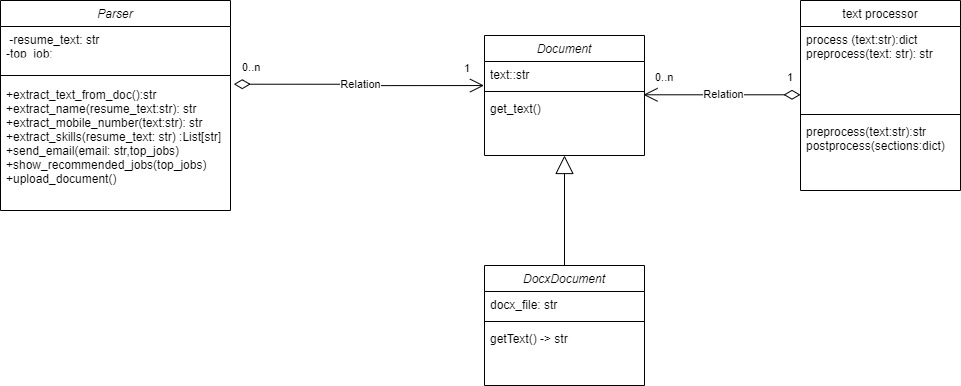 Parser
-resume_text: str
-top_job:
+extract_text_from_doc():str
+extract_name(resume_text:str): str
+extract_mobile_number(text:str): str
+extract_skills(resume_text: str) :List[str]
+send_email(email: str,top_jobs)
+show_recommended_jobs(top_jobs)
+upload_document()
0..n
Relation
1
Document
text::str
get_text()
0..n
Relation
1
text processor
process (text:str):dict
preprocess(text: str): str
preprocess(text:str):str
postprocess(sections:dict)
DocxDocument
docx_file: str
getText() -> str